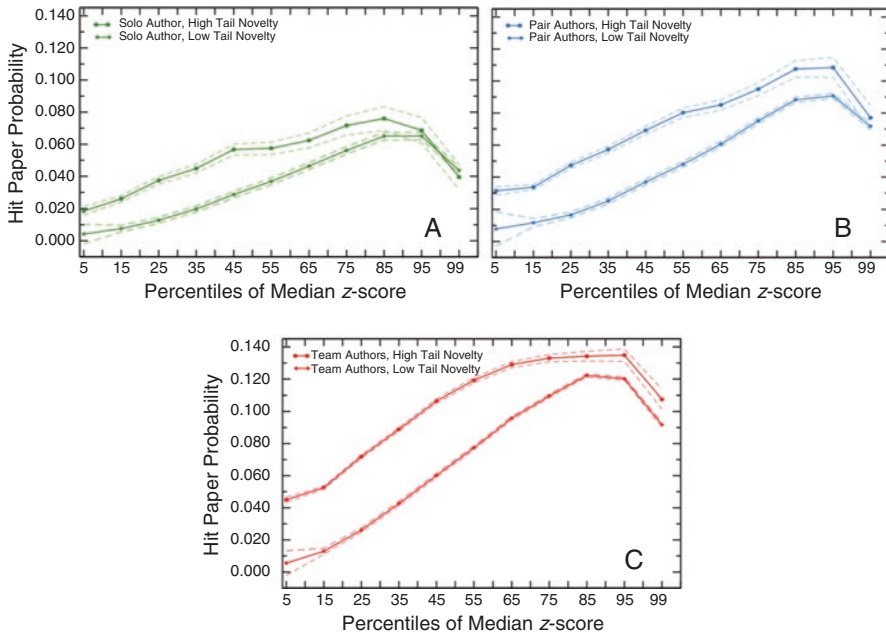 0.140
0.120
0.100
0.080
0.060
0.040
0.020
0.000
Hit Paper Probability
Solo Author, High Tail Novelty
Solo Author, Low Tail Novelty
A
5 15 25 35 45 55 65 75 85 95 99
Percentiles of Median z-score
Pair Authors, High Tail Novelty
Pair Authors, Low Tail Novelty
B
5 15 25 35 45 55 65 75 85 95 99
Percentiles of Median z-score
0.140
0.120
0.100
0.080
0.060
0.040
0.020
0.000
Hit Paper Probability
Team Authors, High Tail Novelty
Team Authors, Low Tail Novelty
C
5 15 25 35 45 55 65 75 85 95 99
Percentiles of Median z-score